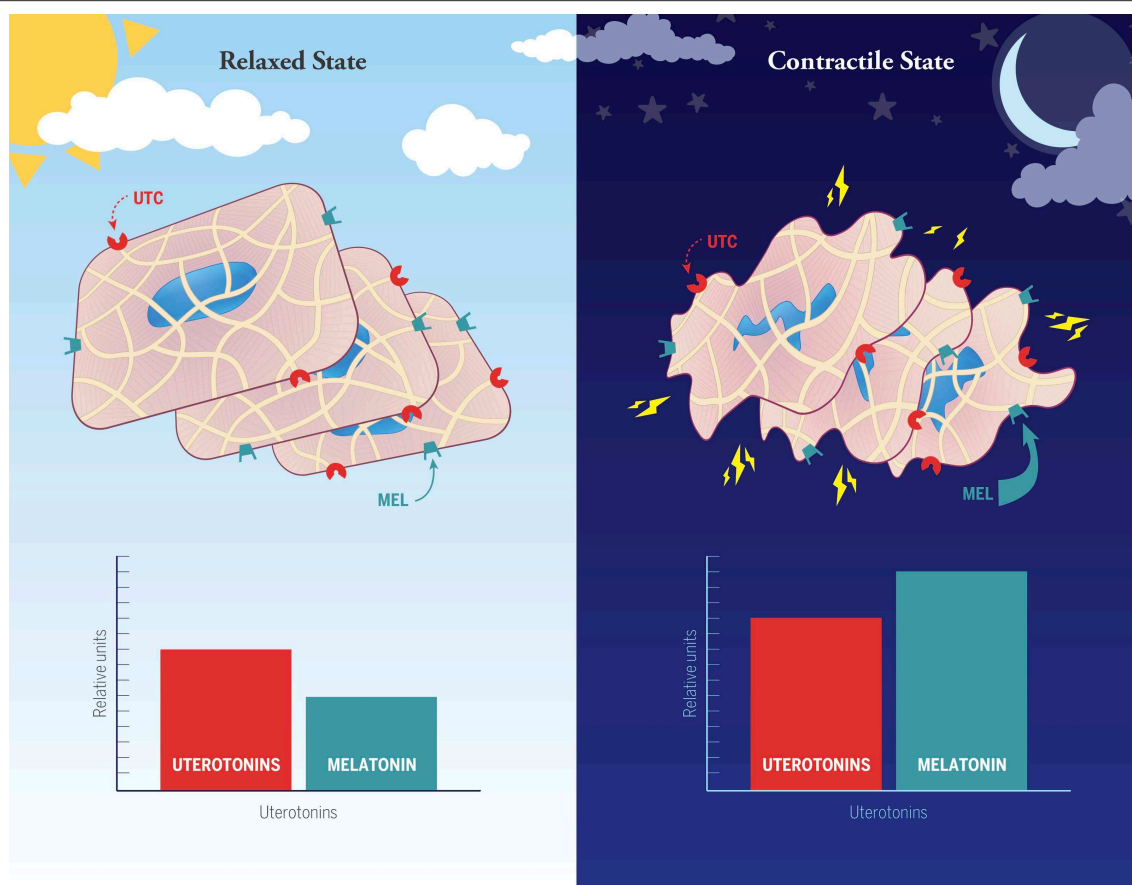 Relaxed State
UTC
MEL
Relative units
UTEROTONINS
MELATONIN
Uterotonins
Contractile State
UTC
MEL
Relative units
UTEROTONINS
MELATONIN
Uterotonins